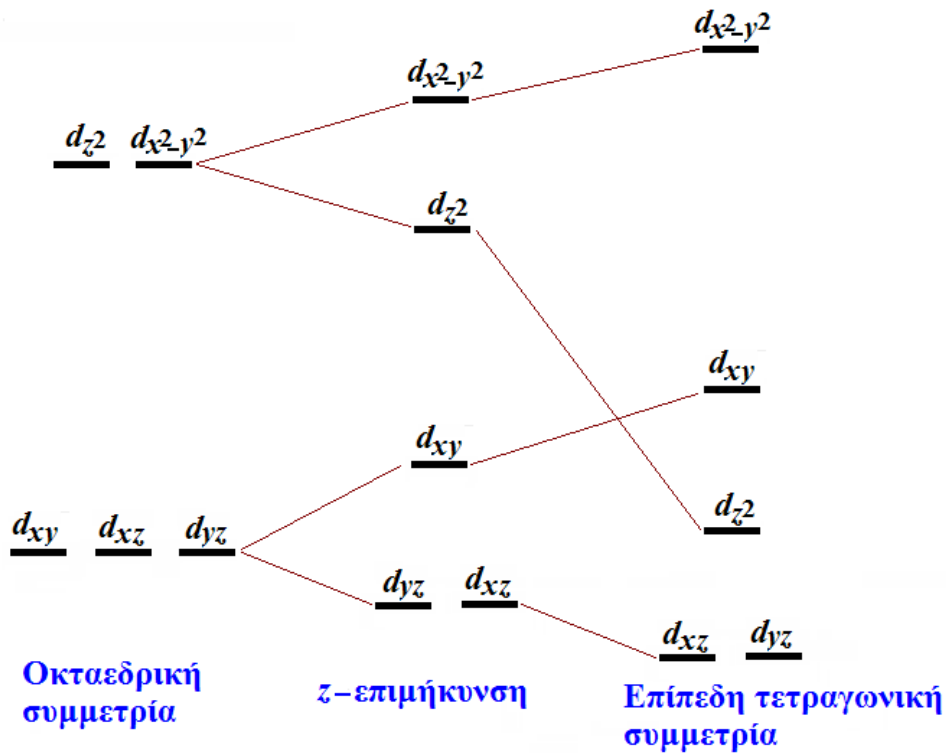 dx2–y2
dx2–y2
dz2 dx2–y2
dz2
dxy
dxy
dz2
dxy dxz dyz
dyz dxz
dxz dyz
Οκταεδρική
συμμετρία
z–επιμήκυνση
Επίπεδη τετραγωνική
συμμετρία